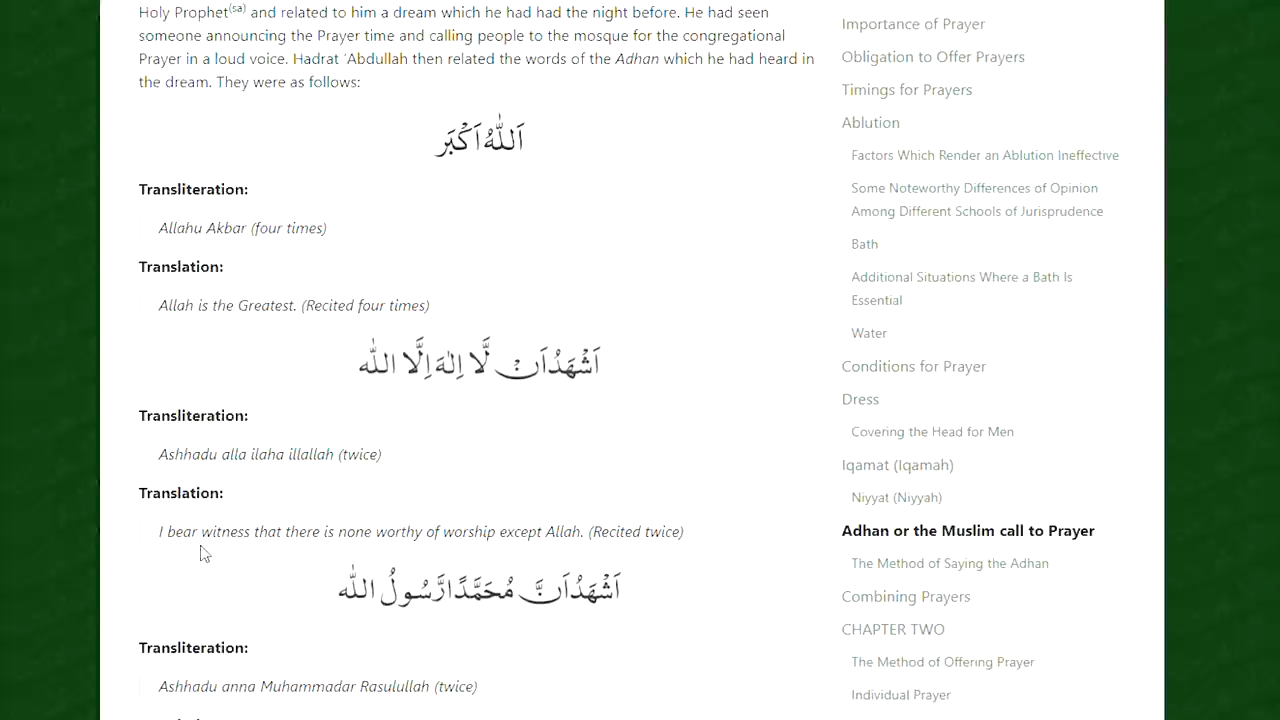 Holy Prophet(sa) and related to him a dream which he had had the night before. He had seen
someone announcing the Prayer time and calling people to the mosque for the congregational
Prayer in a loud voice. Hadrat ‘Abdullah then related the words of the Adhan which he had heard in
the dream. They were as follows:
اَللّٰہُ اَکْبَر
Transliteration:
Allahu Akbar (four times)
Translation:
Allah is the Greatest. (Recited four times)
اَشْھَدُ اَنْ لَّا اِلٰہَ اِلَّا اللّٰہ
Transliteration:
Ashhadu alla ilaha illallah (twice)
Translation:
I bear witness that there is none worthy of worship except Allah. (Recited twice)
اَشْھَدُ اَنَّ مُحَمَّدًا رَّسُولُ اللّٰہ
Transliteration:
Ashhadu anna Muhammadar Rasulullah (twice)
Importance of Prayer
Obligation to Offer Prayers
Timings for Prayers
Ablution
Factors Which Render an Ablution Ineffective
Some Noteworthy Differences of Opinion
Among Different Schools of Jurisprudence
Bath
Additional Situations Where a Bath Is
Essential
Water
Conditions for Prayer
Dress
Covering the Head for Men
Iqamat (Iqamah)
Niyyat (Niyyah)
Adhan or the Muslim call to Prayer
The Method of Saying the Adhan
Combining Prayers
CHAPTER TWO
The Method of Offering Prayer
Individual Prayer